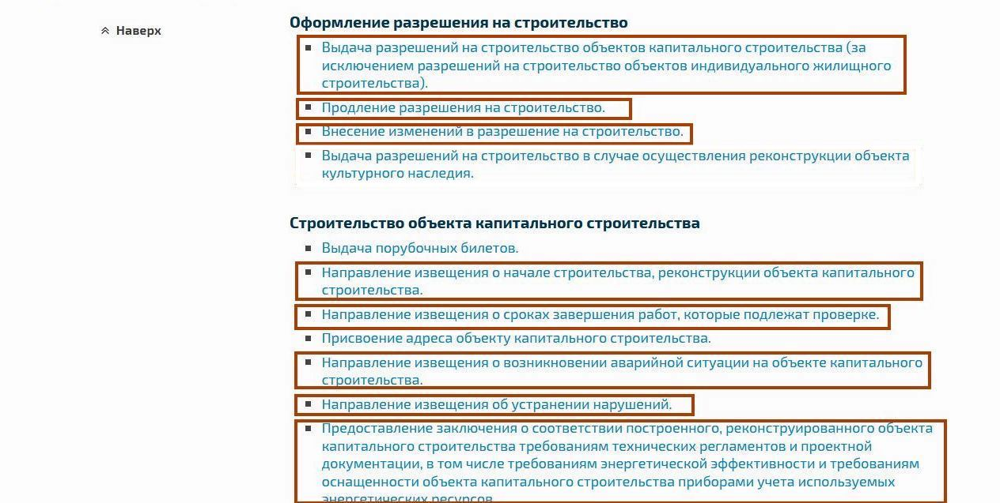 Наверх
Оформление разрешения на строительство
Выдача разрешений на строительство объектов капитального строительства (за
исключением разрешений на строительство объектов индивидуального жилищного
строительства).
Продление разрешения на строительство.
Внесение изменений в разрешение на строительство.
Выдача разрешений на строительство в случае осуществления реконструкции объекта
культурного наследия.
Строительство объекта капитального строительства
Выдача порубочных билетов.
Направление извещения о начале строительства, реконструкции объекта капитального
строительства.
Направление извещения о сроках завершения работ, которые подлежат проверке.
Присвоение адреса объекту капитального строительства.
Направление извещения о возникновении аварийной ситуации на объекте капитального
строительства.
Направление извещения об устранении нарушений.
Предоставление заключения о соответствии построенного, реконструированного объекта
капитального строительства требованиям технических регламентов и проектной
документации, в том числе требованиям энергетической эффективности и требованиям
оснащенности объекта капитального строительства приборами учета используемых
энергетических ресурсов